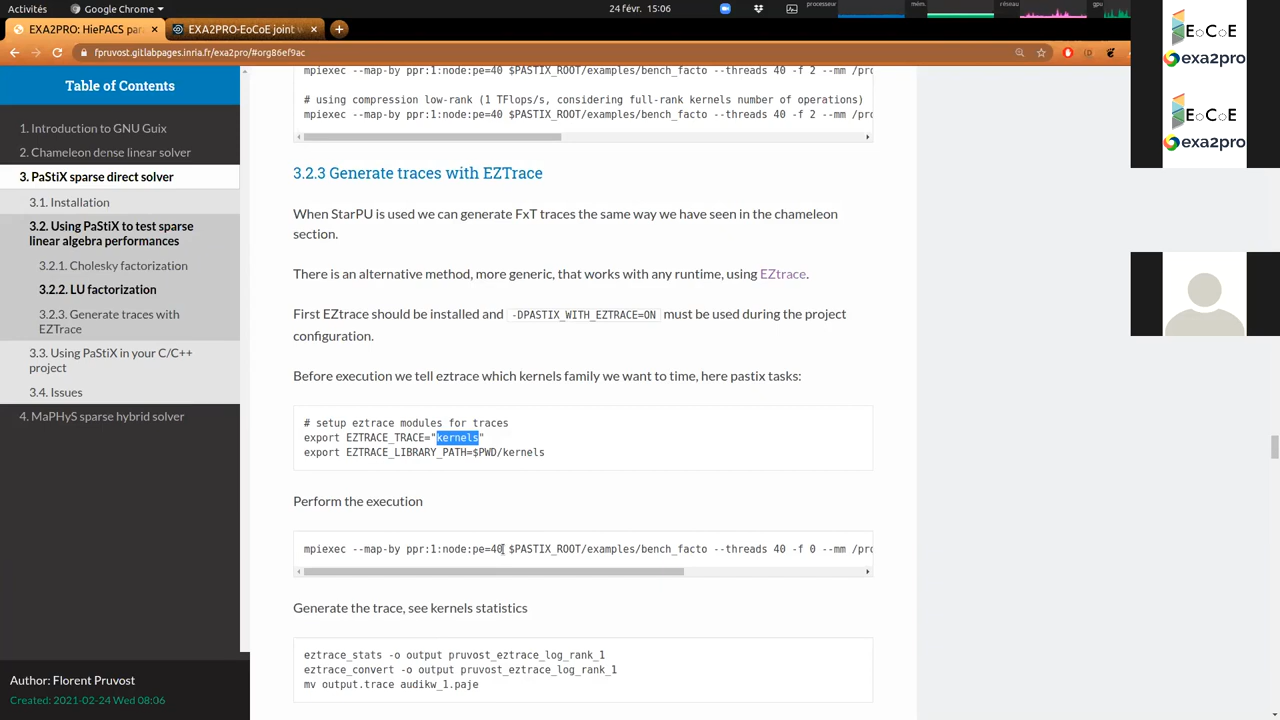 Activités
Google Chrome
24 févr. 15:06
processeur
mém.
réseau
gpu
EXA2PRO: HiePACS pa
EXA2PRO-EoCoE joint w
fpruvost.gitlabpages.inria.fr/exa2pro/#org86ef9ac
Table of Contents
1. Introduction to GNU Guix
2. Chameleon dense linear solver
3. PaStiX sparse direct solver
3.1. Installation
3.2. Using PaStiX to test sparse
linear algebra performances
3.2.1. Cholesky factorization
3.2.2. LU factorization
3.2.3. Generate traces with
EZTrace
3.3. Using PaStiX in your C/C++
project
3.4. Issues
4. MaPHyS sparse hybrid solver
Author: Florent Pruvost
Created: 2021-02-24 Wed 08:06
mpiexec --map-by ppr:1:node:pe=40 $PASTIX_ROOT/examples/bench_facto --threads 40 -f 2 --mm /pro
# using compression low-rank (1 TFlops/s, considering full-rank kernels number of operations)
mpiexec --map-by ppr:1:node:pe=40 $PASTIX_ROOT/examples/bench_facto --threads 40 -f 2 --mm /pro
3.2.3 Generate traces with EZTrace
When StarPU is used we can generate FxT traces the same way we have seen in the chameleon
section.
There is an alternative method, more generic, that works with any runtime, using EZtrace.
First EZtrace should be installed and -DPASTIX_WITH_EZTRACE=ON must be used during the project
configuration.
Before execution we tell eztrace which kernels family we want to time, here pastix tasks:
# setup eztrace modules for traces
export EZTRACE_TRACE="kernels"
export EZTRACE_LIBRARY_PATH=$PWD/kernels
Perform the execution
mpiexec --map-by ppr:1:node:pe=40 $PASTIX_ROOT/examples/bench_facto --threads 40 -f 0 --mm /pro
Generate the trace, see kernels statistics
eztrace_stats -o output pruvost_eztrace_log_rank_1
eztrace_convert -o output pruvost_eztrace_log_rank_1
mv output.trace audikw_1.paje
EoCoE
exa2pro
EoCoE
exa2pro